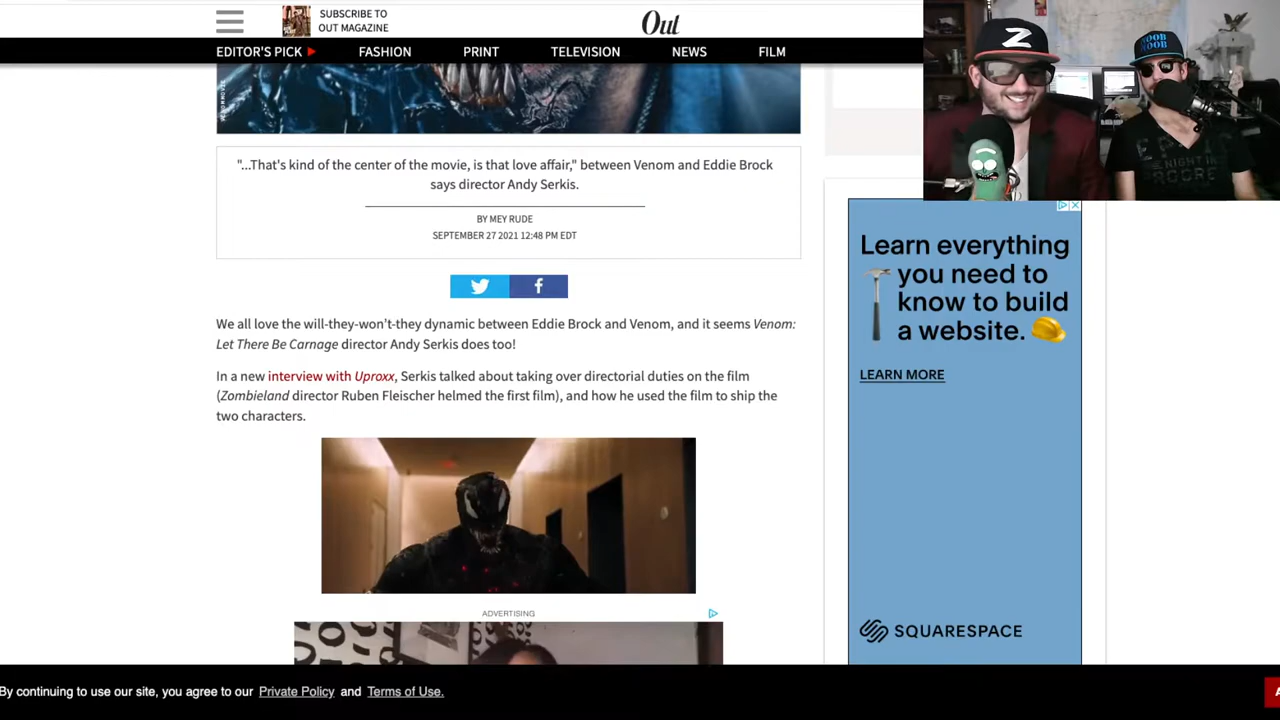 SUBSCRIBE TO
OUT MAGAZINE
Out
EDITOR'S PICK
FASHION
PRINT
TELEVISION
NEWS
FILM
"...That's kind of the center of the movie, is that love affair," between Venom and Eddie Brock
says director Andy Serkis.
BY MEY RUDE
SEPTEMBER 27 2021 12:48 PM EDT
We all love the will-they-won't-they dynamic between Eddie Brock and Venom, and it seems Venom:
Let There Be Carnage director Andy Serkis does too!
In a new interview with Uproxx, Serkis talked about taking over directorial duties on the film
(Zombieland director Ruben Fleischer helmed the first film), and how he used the film to ship the
two characters.
ADVERTISING
Z
NOOB
NOOB
Learn everything
you need to
know to build
a website.
LEARN MORE
SQUARESPACE
By continuing to use our site, you agree to our Private Policy and Terms of Use.